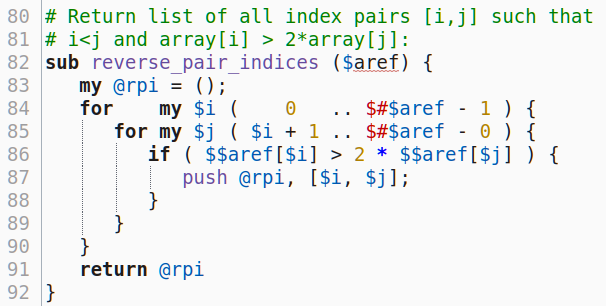 80 # Return list of all index pairs [i,j] such that
81 # i<j and array[i] > 2*array[j]:
82 sub reverse_pair_indices ($aref) {
83    my @rpi = ();
84    for    my $i (    0   .. $#$aref - 1 ) {
85       for my $j ( $i + 1 .. $#$aref - 0 ) {
86          if ( $$aref[$i] > 2 * $$aref[$j] ) {
87             push @rpi, [$i, $j];
88          }
89       }
90    }
91    return @rpi
92 }